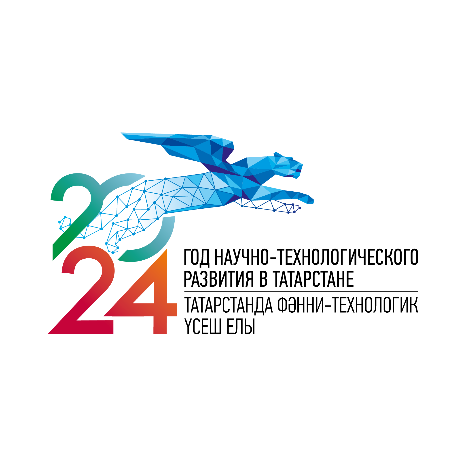 2024
ГОД НАУЧНО-ТЕХНОЛОГИЧЕСКОГО
РАЗВИТИЯ В ТАТАРСТАНЕ
ТАТАРСТАНДА ФӘННИ-ТЕХНОЛОГИК
ҮСЕШ ЕЛЫ